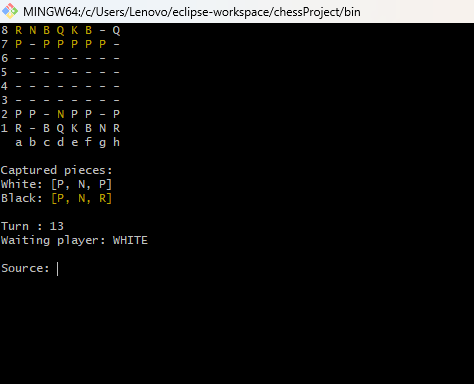 MINGW64:/c/Users/Lenovo/eclipse-workspace/chessProject/bin
8 R N B Q K B - Q
7 P - P P P P P -
6 - - - - - - - -
5 - - - - - - - -
4 - - - - - - - -
3 - - - - - - - -
2 P P - N P P - P
1 R - B Q K B N R
  a b c d e f g h
Captured pieces:
White: [P, N, P]
Black: [P, N, R]
Turn : 13
Waiting player: WHITE
Source: